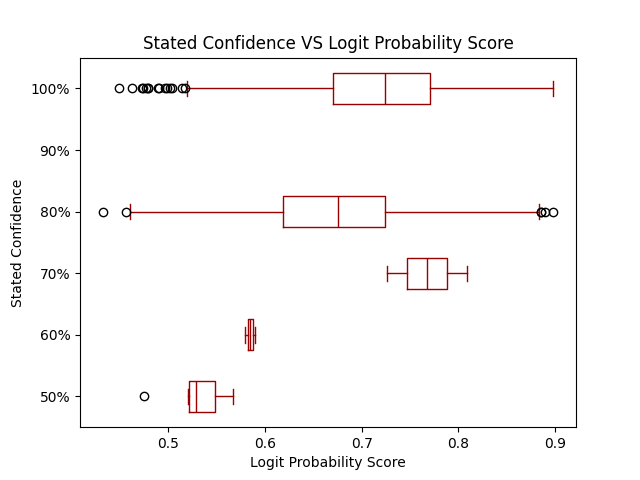 Stated Confidence VS Logit Probability Score
100%
90%
80%
70%
60%
50%
Stated Confidence
0.5 0.6 0.7 0.8 0.9
Logit Probability Score